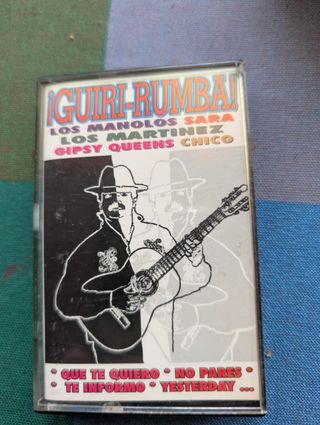 ¡GUIRI-RUMBA!
LOS MANOLOS SARA
LOS MARTINEZ
GIPSY QUEENS CHICO
* QUE TE QUIERO * NO PARES *
* TE INFORMO * YESTERDAY ...